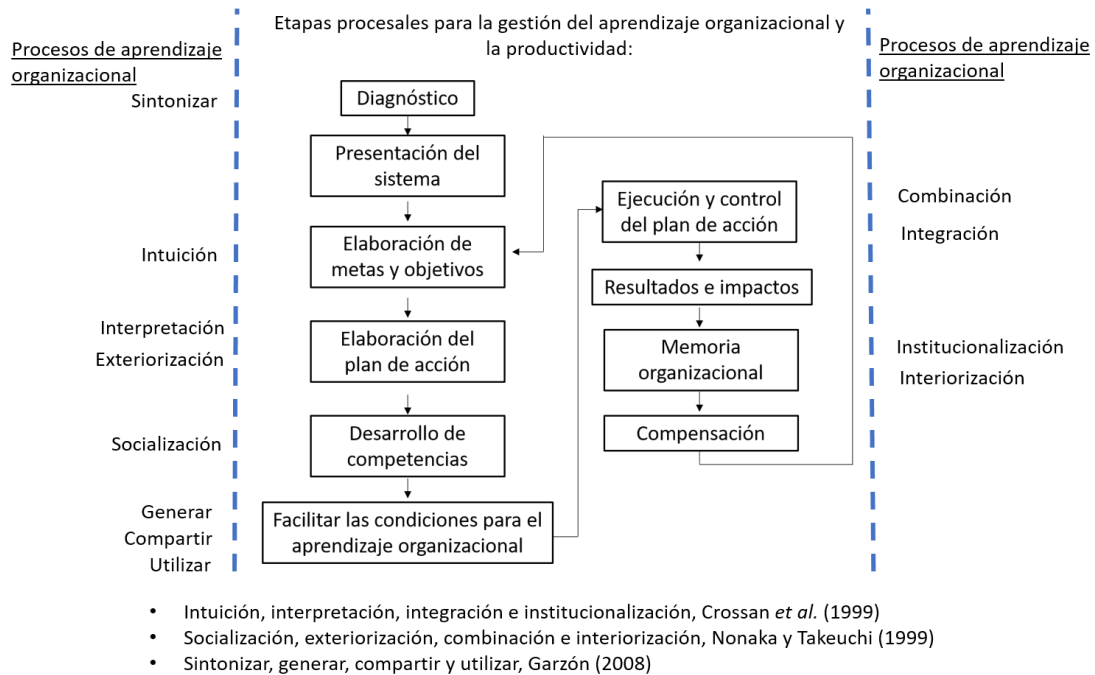 Etapas procesales para la gestión del aprendizaje organizacional y
la productividad:
Procesos de aprendizaje
organizacional
Sintonizar
Intuición
Interpretación
Exteriorización
Socialización
Generar
Compartir
Utilizar
Diagnóstico
Presentación del
sistema
Elaboración de
metas y objetivos
Elaboración del
plan de acción
Desarrollo de
competencias
Facilitar las condiciones para el
aprendizaje organizacional
Ejecución y control
del plan de acción
Resultados e impactos
Memoria
organizacional
Compensación
Procesos de aprendizaje
organizacional
Combinación
Integración
Institucionalización
Interiorización
• Intuición, interpretación, integración e institucionalización, Crossan et al. (1999)
• Socialización, exteriorización, combinación e interiorización, Nonaka y Takeuchi (1999)
• Sintonizar, generar, compartir y utilizar, Garzón (2008)